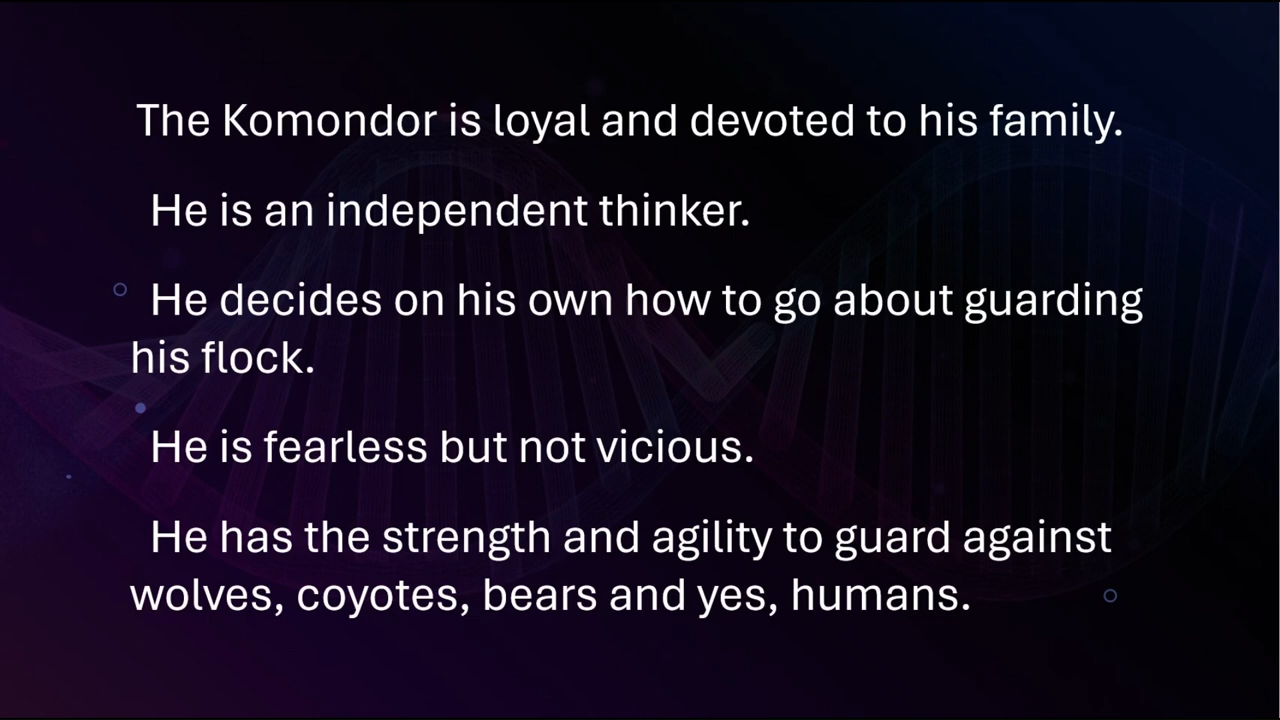 The Komondor is loyal and devoted to his family.
He is an independent thinker.
He decides on his own how to go about guarding
his flock.
He is fearless but not vicious.
He has the strength and agility to guard against
wolves, coyotes, bears and yes, humans.